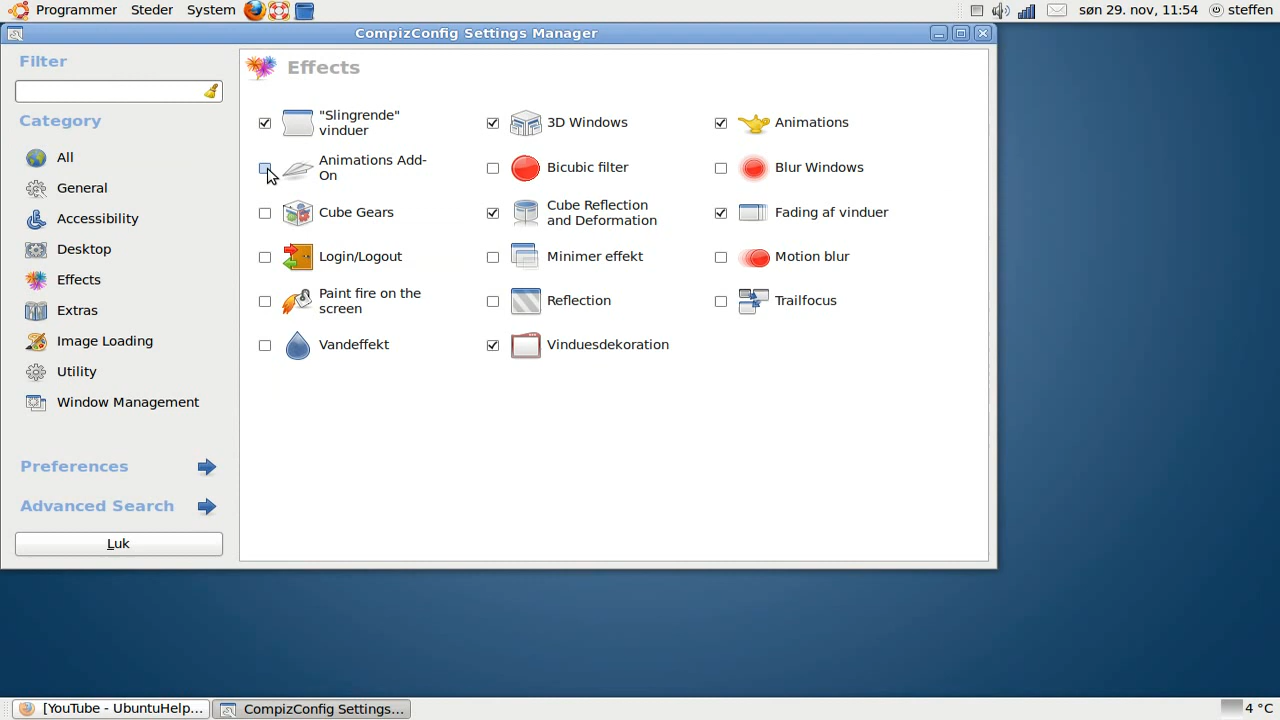 Programmer Steder System søn 29. nov, 11:54 steffen
CompizConfig Settings Manager
Filter
Category
All
General
Accessibility
Desktop
Effects
Extras
Image Loading
Utility
Window Management
Preferences
Advanced Search
Luk
Effects
"Slingrende"
vinduer
3D Windows
Animations
Animations Add-
On
Bicubic filter
Blur Windows
Cube Gears
Cube Reflection
and Deformation
Fading af vinduer
Login/Logout
Minimer effekt
Motion blur
Paint fire on the
screen
Reflection
Trailfocus
Vandeffekt
Vinduesdekoration
[YouTube - UbuntuHelp... CompizConfig Settings... 4 °C